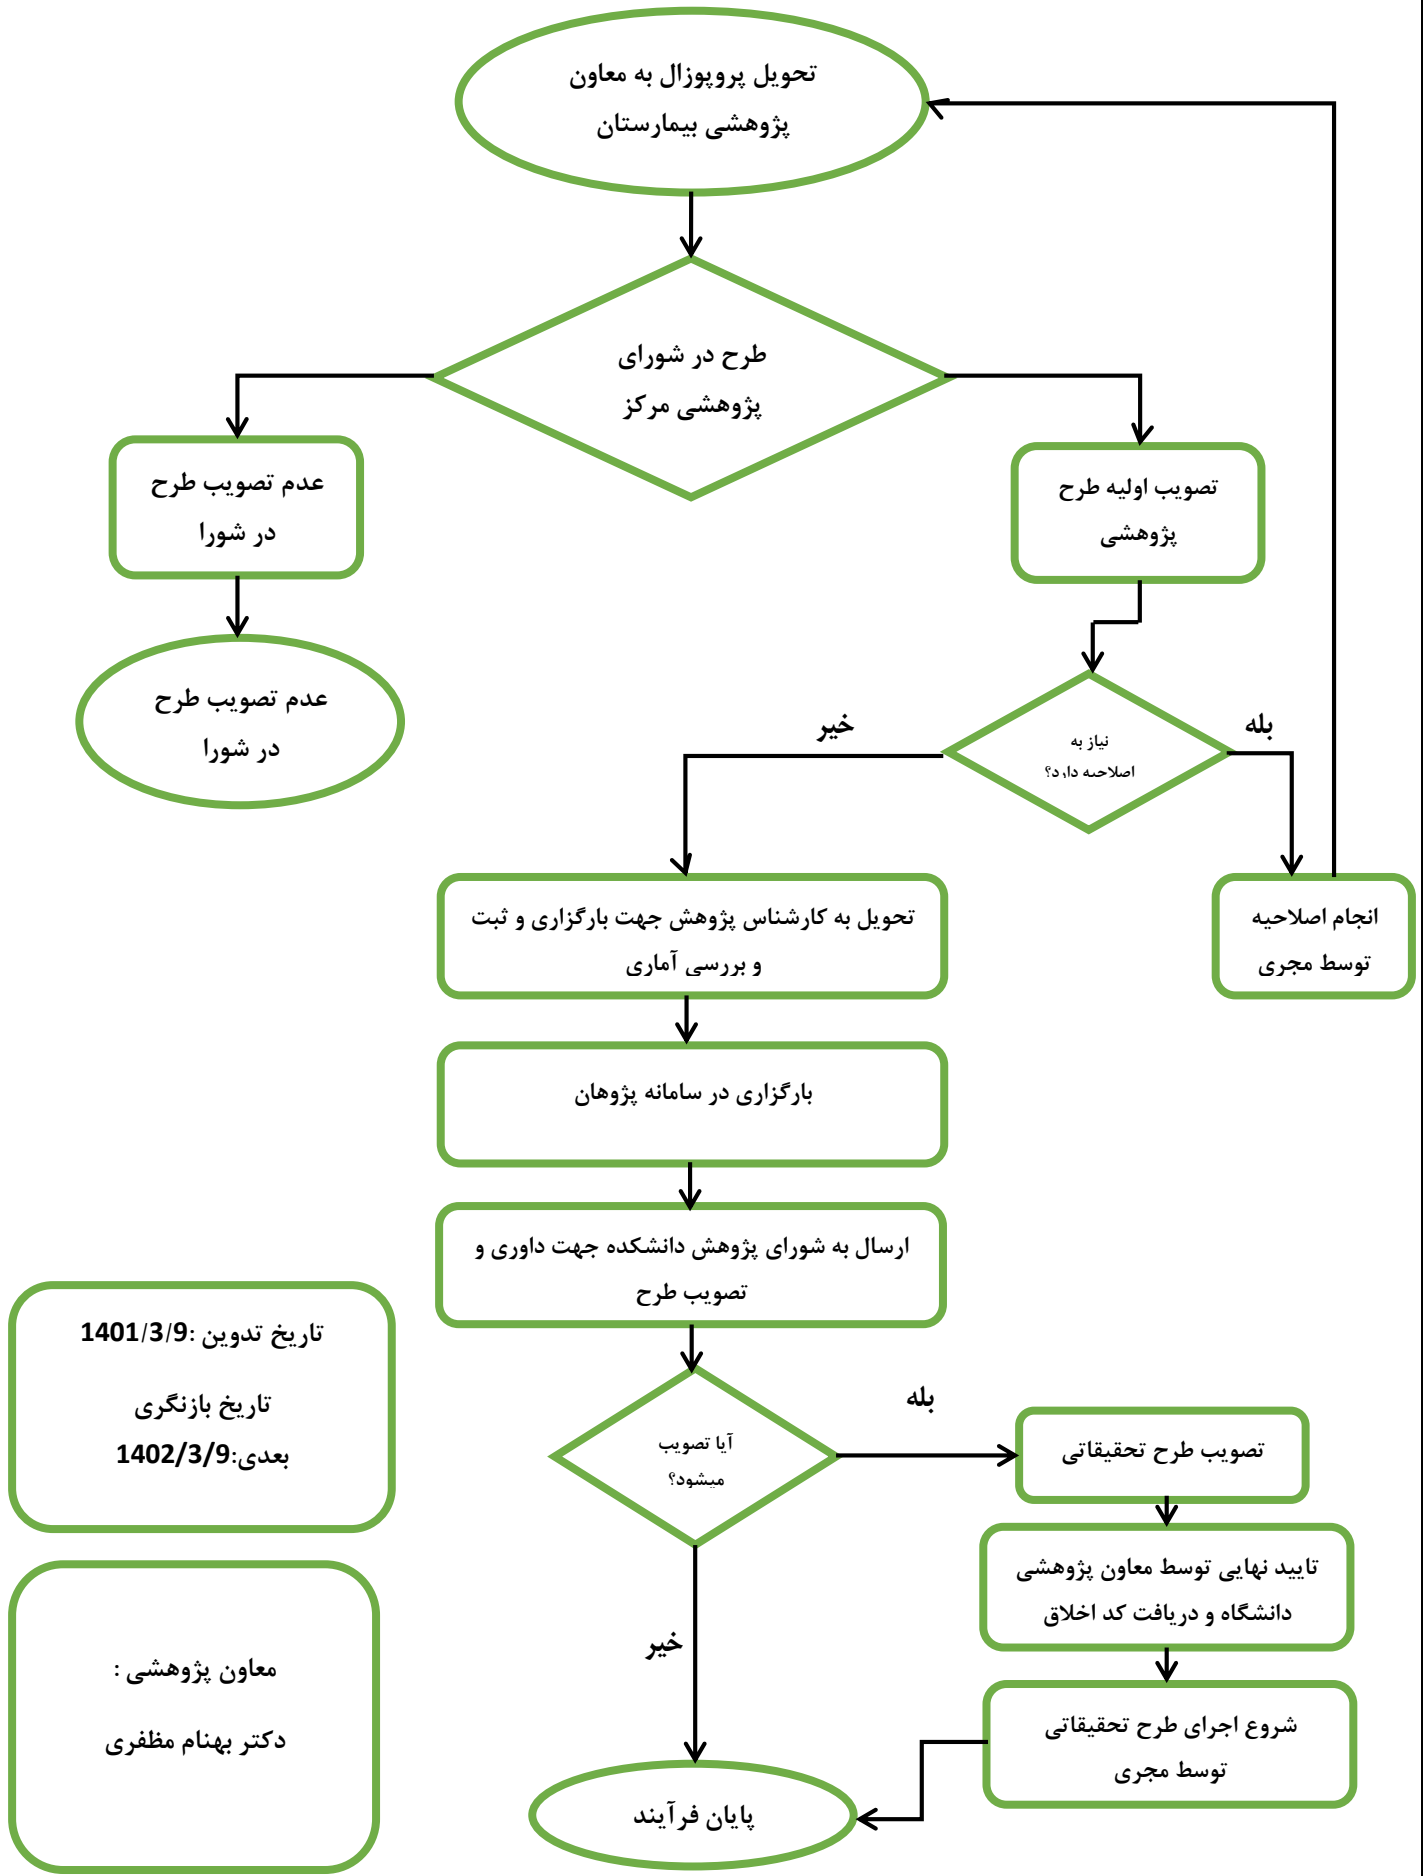 تحویل پروپوزال به معاون
پژوهشی بیمارستان
طرح در شورای
پژوهشی مرکز
عدم تصویب طرح
در شورا
تصویب اولیه طرح
پژوهشی
عدم تصویب طرح
در شورا
نیاز به
اصلاحیه دارد؟
بله
خیر
انجام اصلاحیه
توسط مجری
تحویل به کارشناس پژوهش جهت بارگزاری و ثبت
و بررسی آماری
بارگزاری در سامانه پژوهان
ارسال به شورای پژوهش دانشکده جهت داوری و
تصویب طرح
آیا تصویب
میشود؟
بله
خیر
تصویب طرح تحقیقاتی
تایید نهایی توسط معاون پژوهشی
دانشگاه و دریافت کد اخلاق
شروع اجرای طرح تحقیقاتی
توسط مجری
پایان فرآیند
تاریخ تدوین :1401/3/9
تاریخ بازنگری
بعدی:1402/3/9
معاون پژوهشی :
دکتر بهنام مظفری